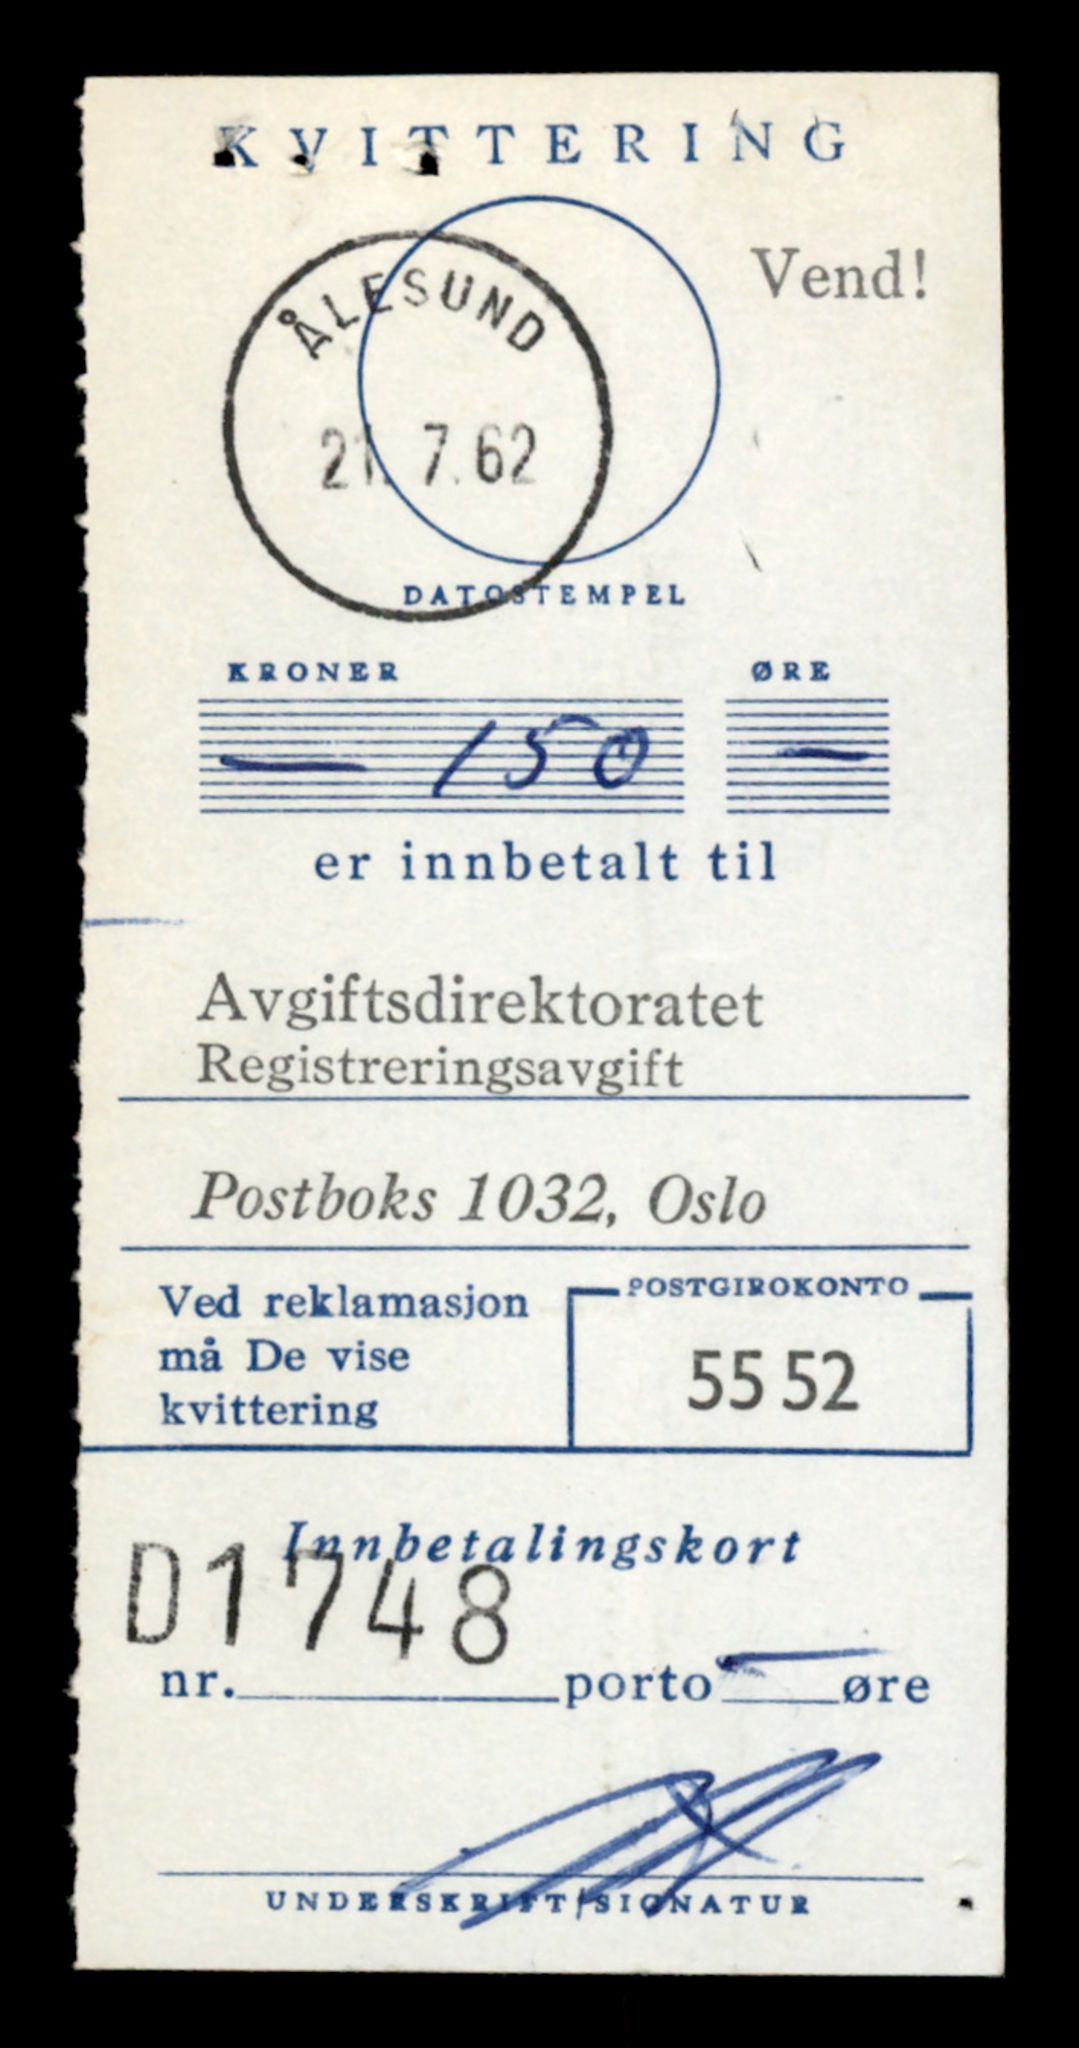 KVITTERING
Vend!
ÅLESUND
21. 7. 62
DATOSTEMPEL
KRONER ØRE
— 150 —
er innbetalt til
Avgiftsdirektoratet
Registreringsavgift
Postboks 1032, Oslo
Ved reklamasjon
må De vise
kvittering
POSTGIROKONTO
55 52
Innbetalingskort
D1748
nr. porto — øre
UNDERSKRIFT/SIGNATUR